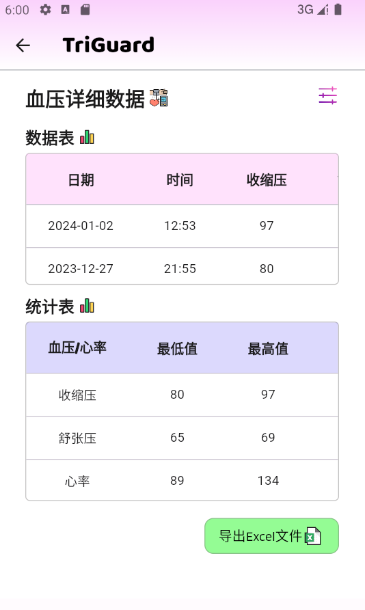 6:00 3G
TriGuard
血压详细数据
数据表
日期 时间 收缩压
2024-01-02 12:53 97
2023-12-27 21:55 80
统计表
血压/心率 最低值 最高值
收缩压 80 97
舒张压 65 69
心率 89 134
导出Excel文件